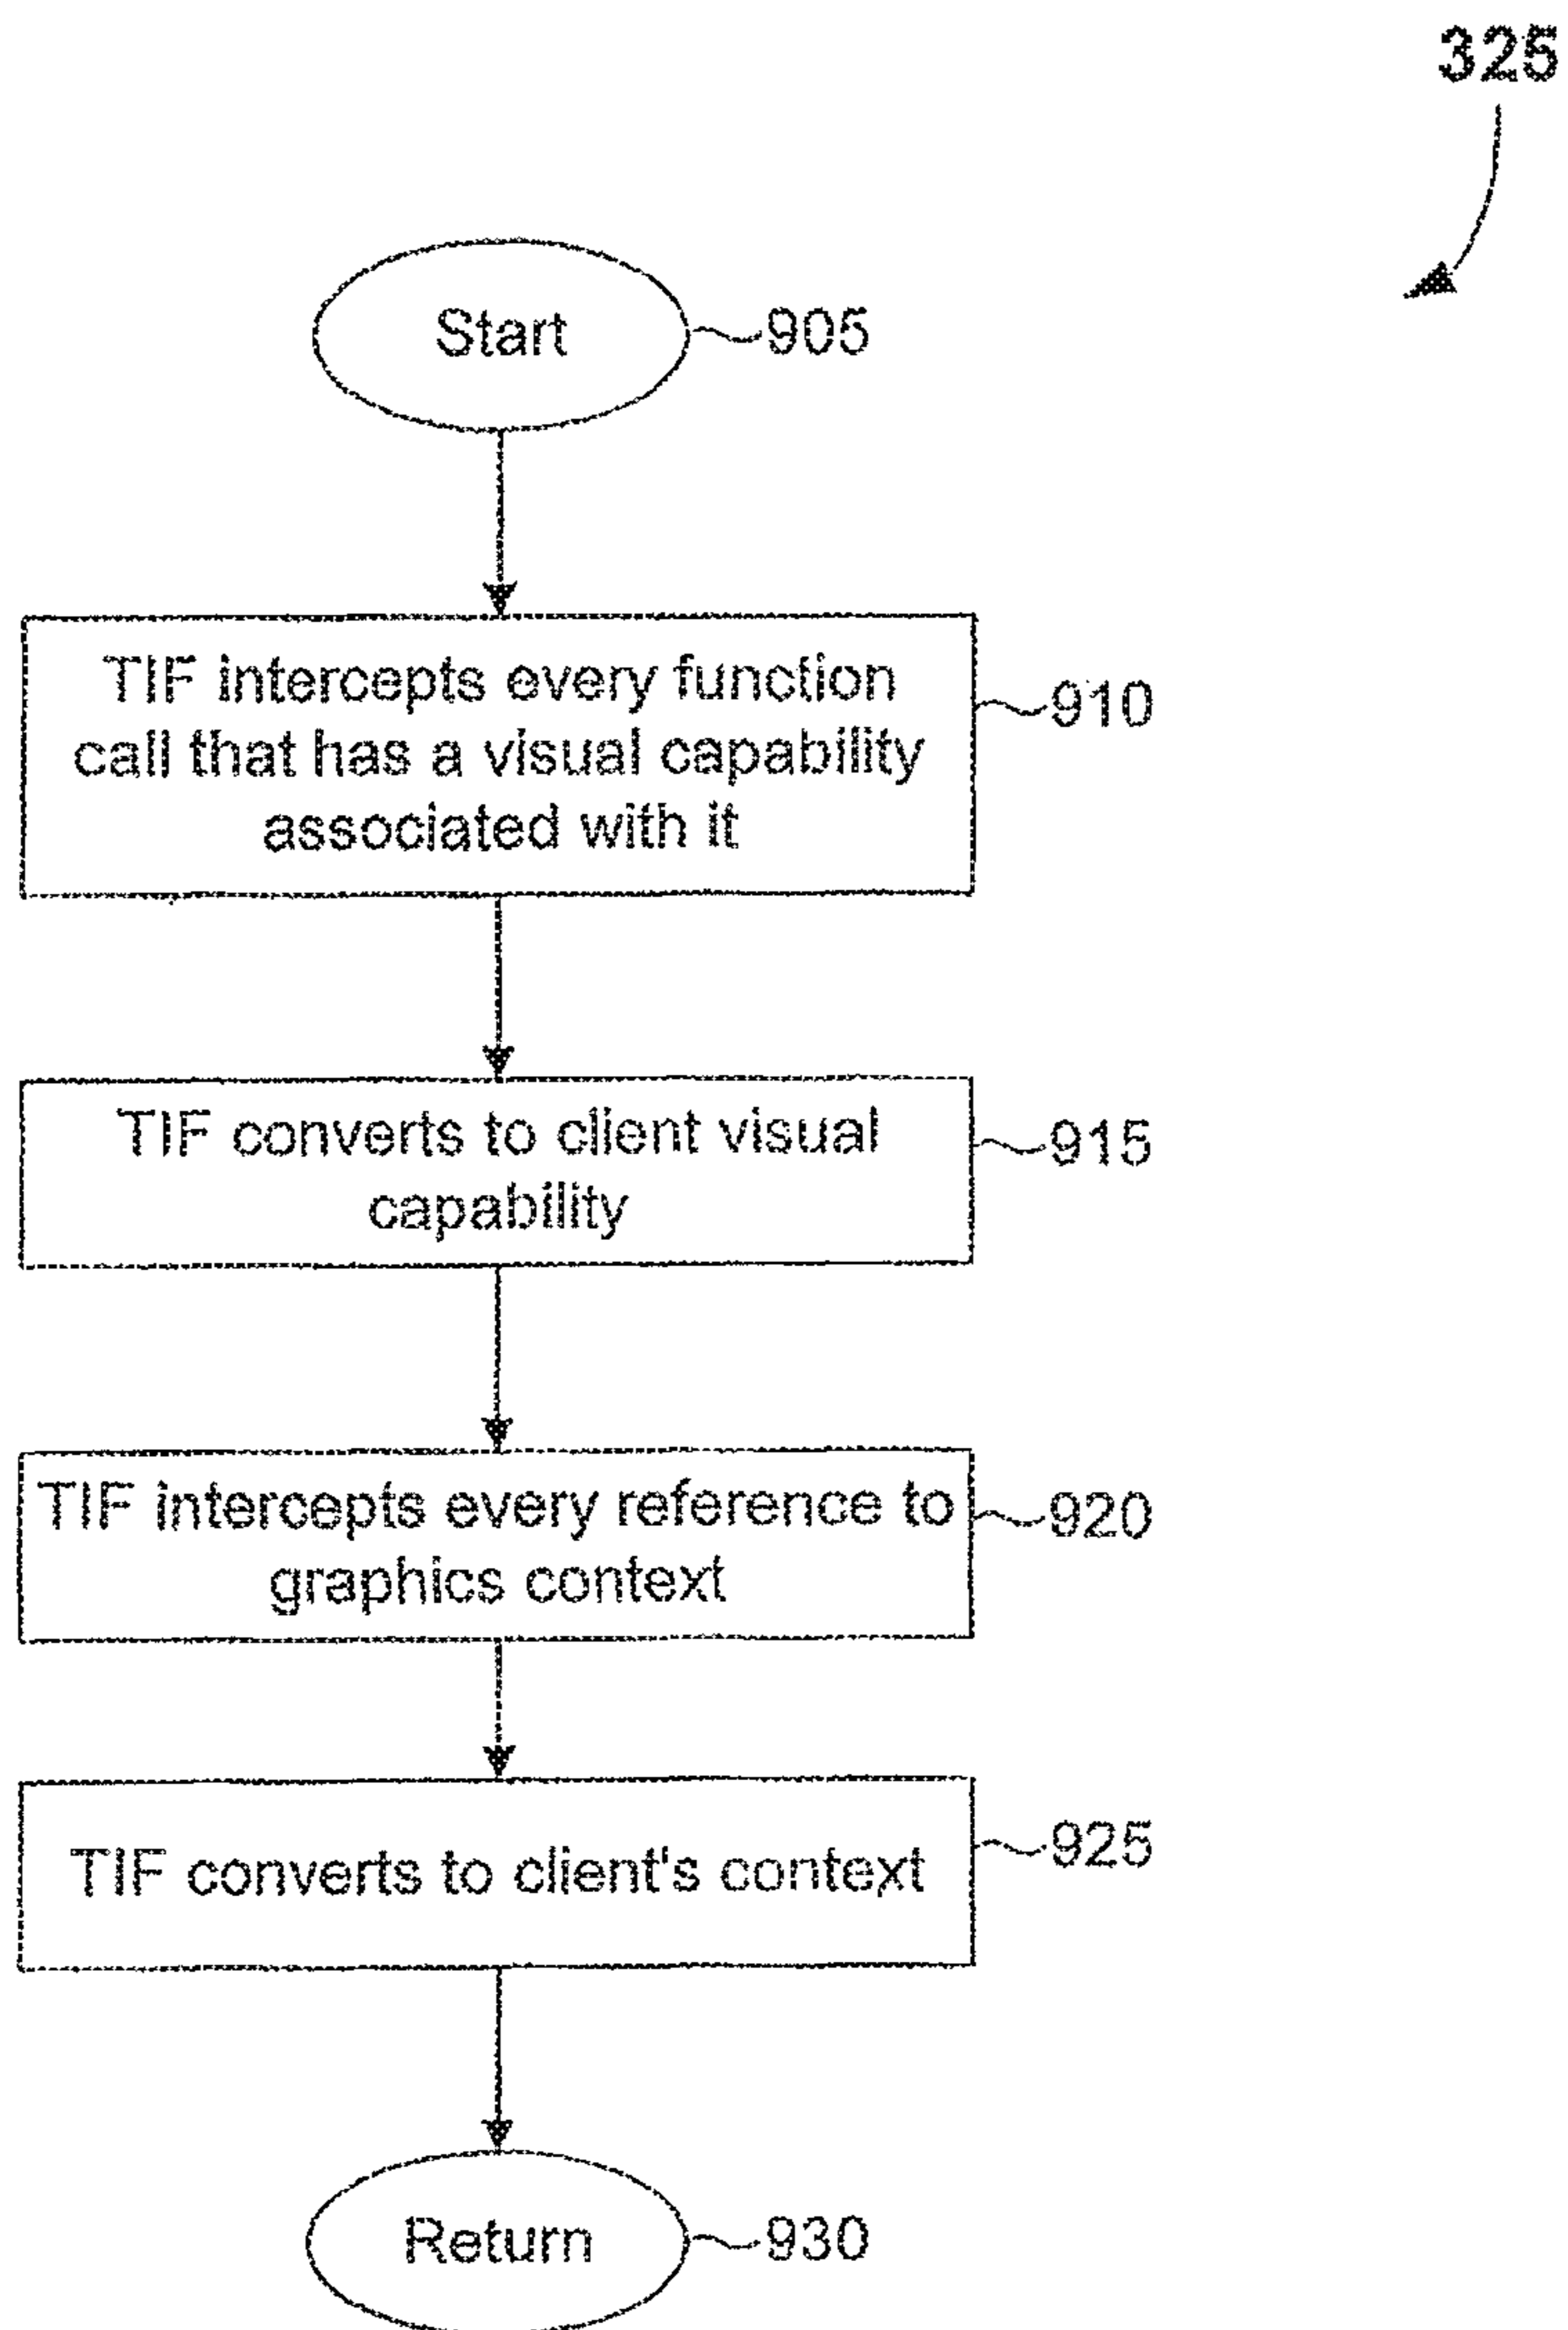 325
Start
905
TIF intercepts every function
call that has a visual capability
associated with it
910
TIF converts to client visual
capability
915
TIF intercepts every reference to
graphics context
920
TIF converts to client's context
925
Return
930